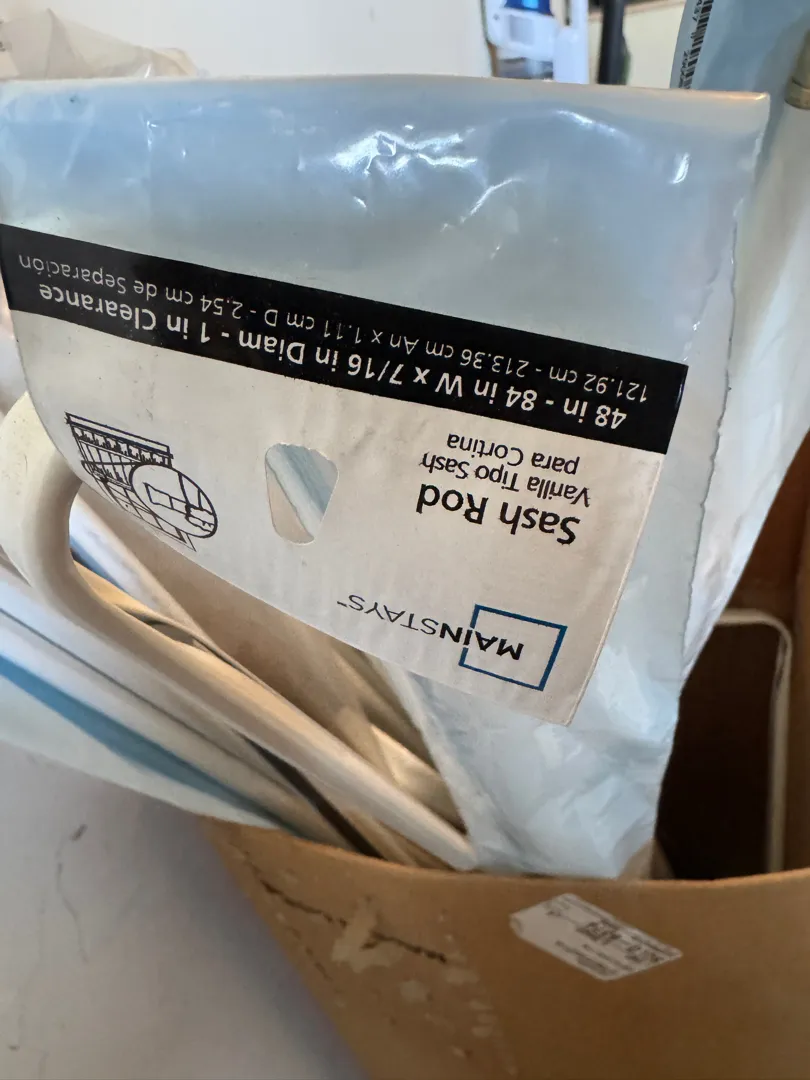 MAINSTAYS™
Sash Rod
Varilla Tipo Sash
para Cortina
48 in - 84 in W x 7/16 in Diam - 1 in Clearance
121.92 cm - 213.36 cm An x 1.11 cm D - 2.54 cm de Separación